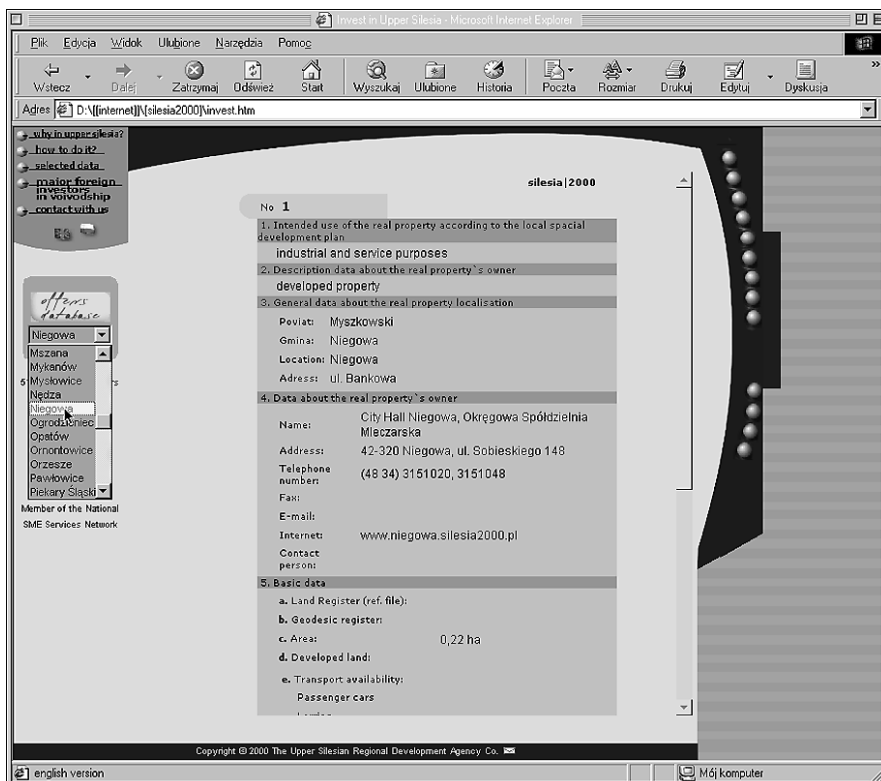 Invest in Upper Silesia - Microsoft Internet Explorer
Plik Edycja Widok Ulubione Narzędzia Pomoc
Wstecz Dalej Zatrzymaj Odśwież Start Wyszukaj Ulubione Historia Poczta Rozmiar Drukuj Edytuj Dyskusja »
Adres D:\[[internet]]\[silesia2000]\invest.htm
why in upper silesia?
how to do it?
selected data
major foreign
investors
in voivodship
contact with us
offers
database
Niegowa
Mszana
Mykanów
Mysłowice
Nędza
Niegowa
Ogrodzieniec
Opatów
Ornontowice
Orzesze
Pawłowice
Piekary Śląski
Member of the National
SME Services Network
silesia|2000
No 1
1. Intended use of the real property according to the local spacial
development plan
industrial and service purposes
2. Description data about the real property`s owner
developed property
3. General data about the real property localisation
Poviat: Myszkowski
Gmina: Niegowa
Location: Niegowa
Adress: ul. Bankowa
4. Data about the real property`s owner
Name: City Hall Niegowa, Okręgowa Spółdzielnia
Mleczarska
Address: 42-320 Niegowa, ul. Sobieskiego 148
Telephone
number: (48 34) 3151020, 3151048
Fax:
E-mail:
Internet: www.niegowa.silesia2000.pl
Contact
person:
5. Basic data
a. Land Register (ref. file):
b. Geodesic register:
c. Area: 0,22 ha
d. Developed land:
e. Transport availability:
Passenger cars
Copyright © 2000 The Upper Silesian Regional Development Agency Co.
english version
Mój komputer